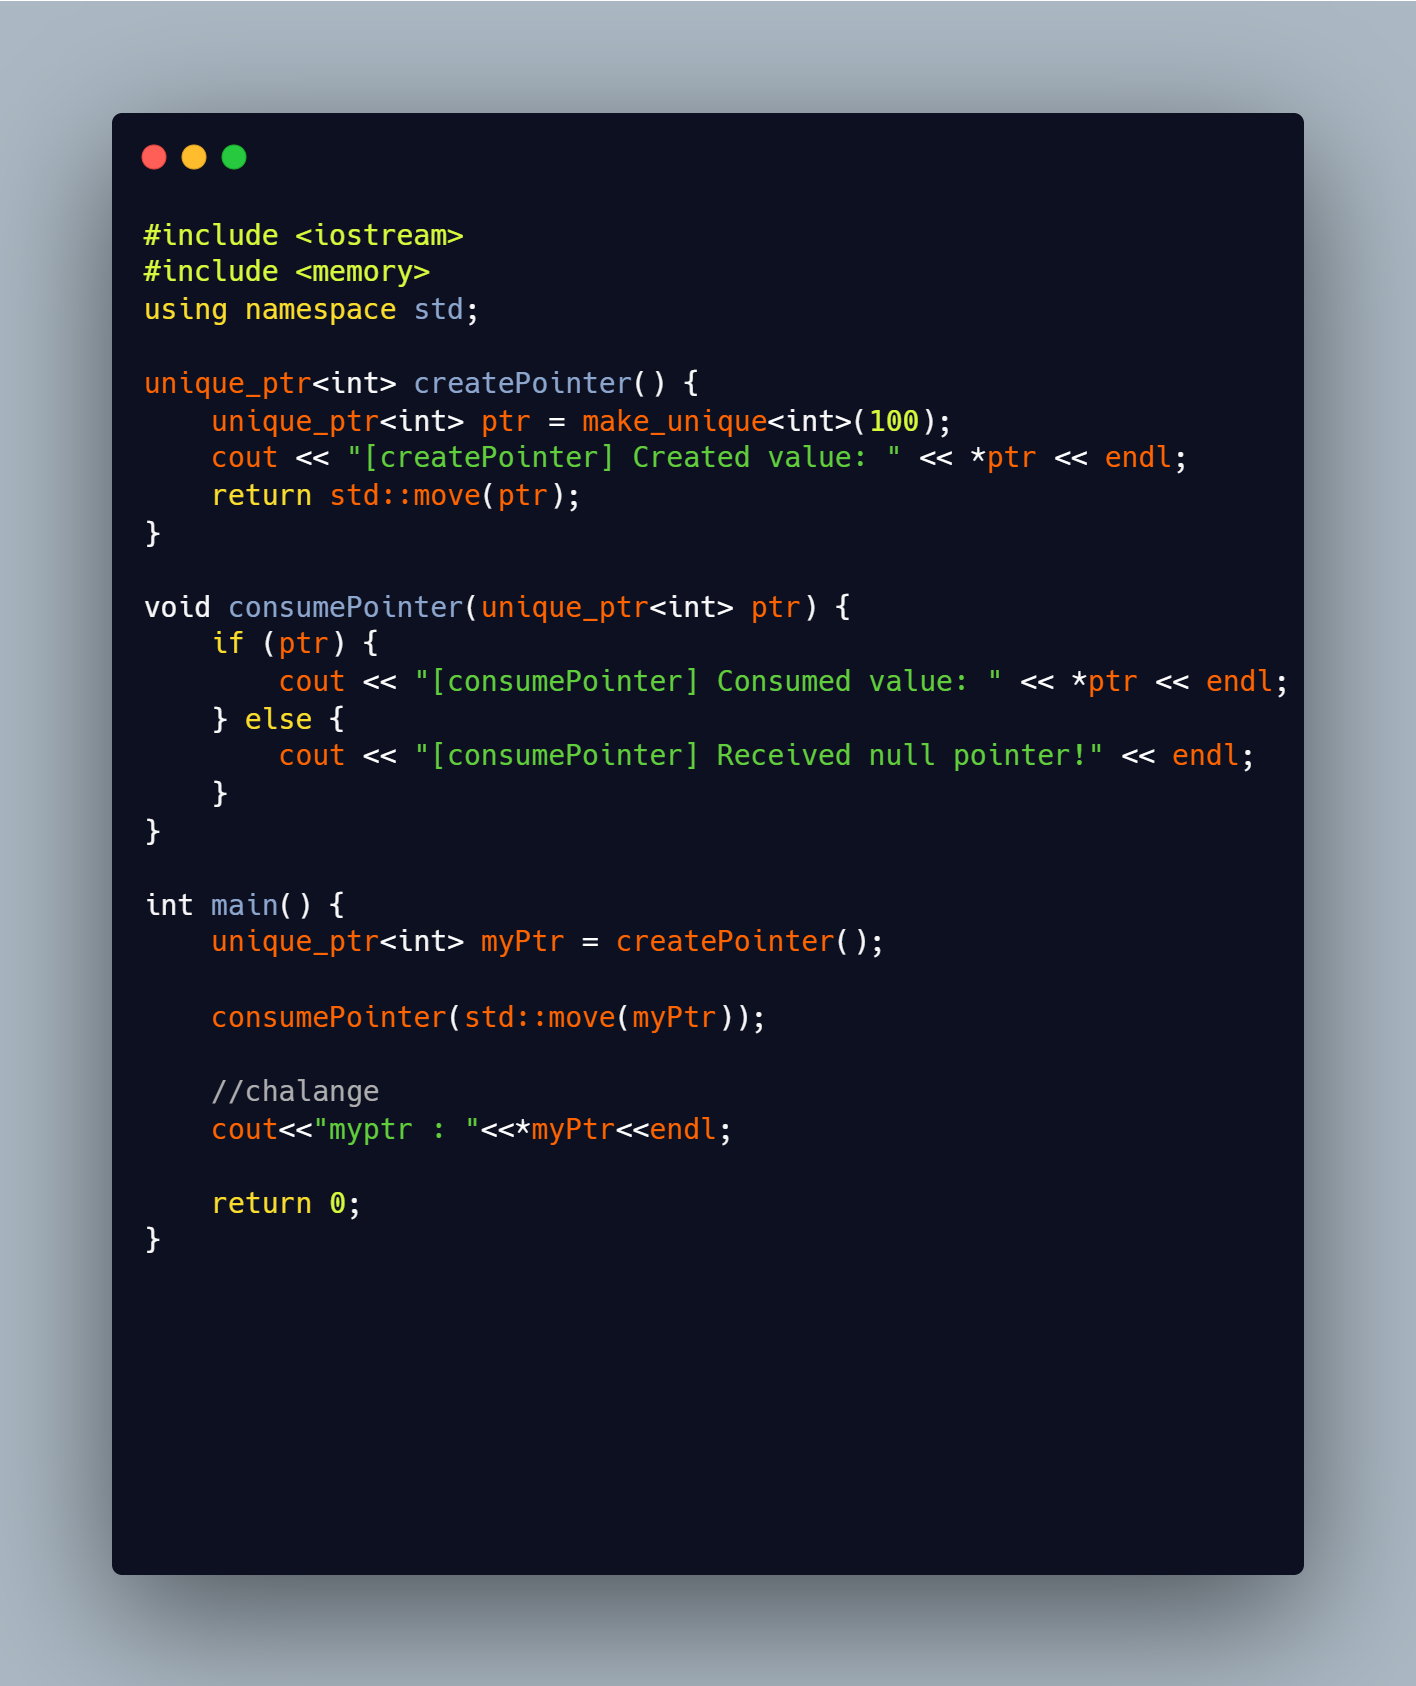 #include <iostream>
#include <memory>
using namespace std;

unique_ptr<int> createPointer() {
    unique_ptr<int> ptr = make_unique<int>(100);
    cout << "[createPointer] Created value: " << *ptr << endl;
    return std::move(ptr);
}

void consumePointer(unique_ptr<int> ptr) {
    if (ptr) {
        cout << "[consumePointer] Consumed value: " << *ptr << endl;
    } else {
        cout << "[consumePointer] Received null pointer!" << endl;
    }
}

int main() {
    unique_ptr<int> myPtr = createPointer();

    consumePointer(std::move(myPtr));

    //chalange
    cout<<"myptr : "<<*myPtr<<endl;

    return 0;
}